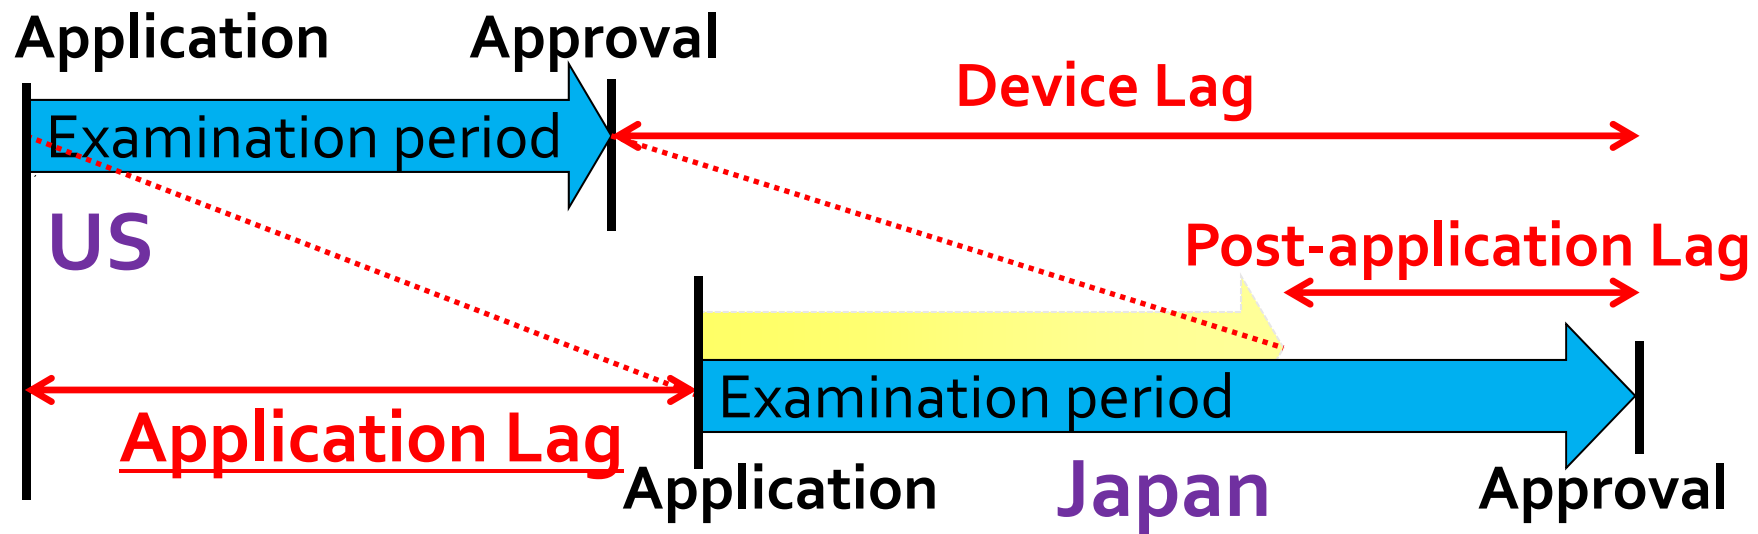 Application
Approval
Device Lag
Examination period
US
Post-application Lag
Examination period
Application Lag
Application
Japan
Approval